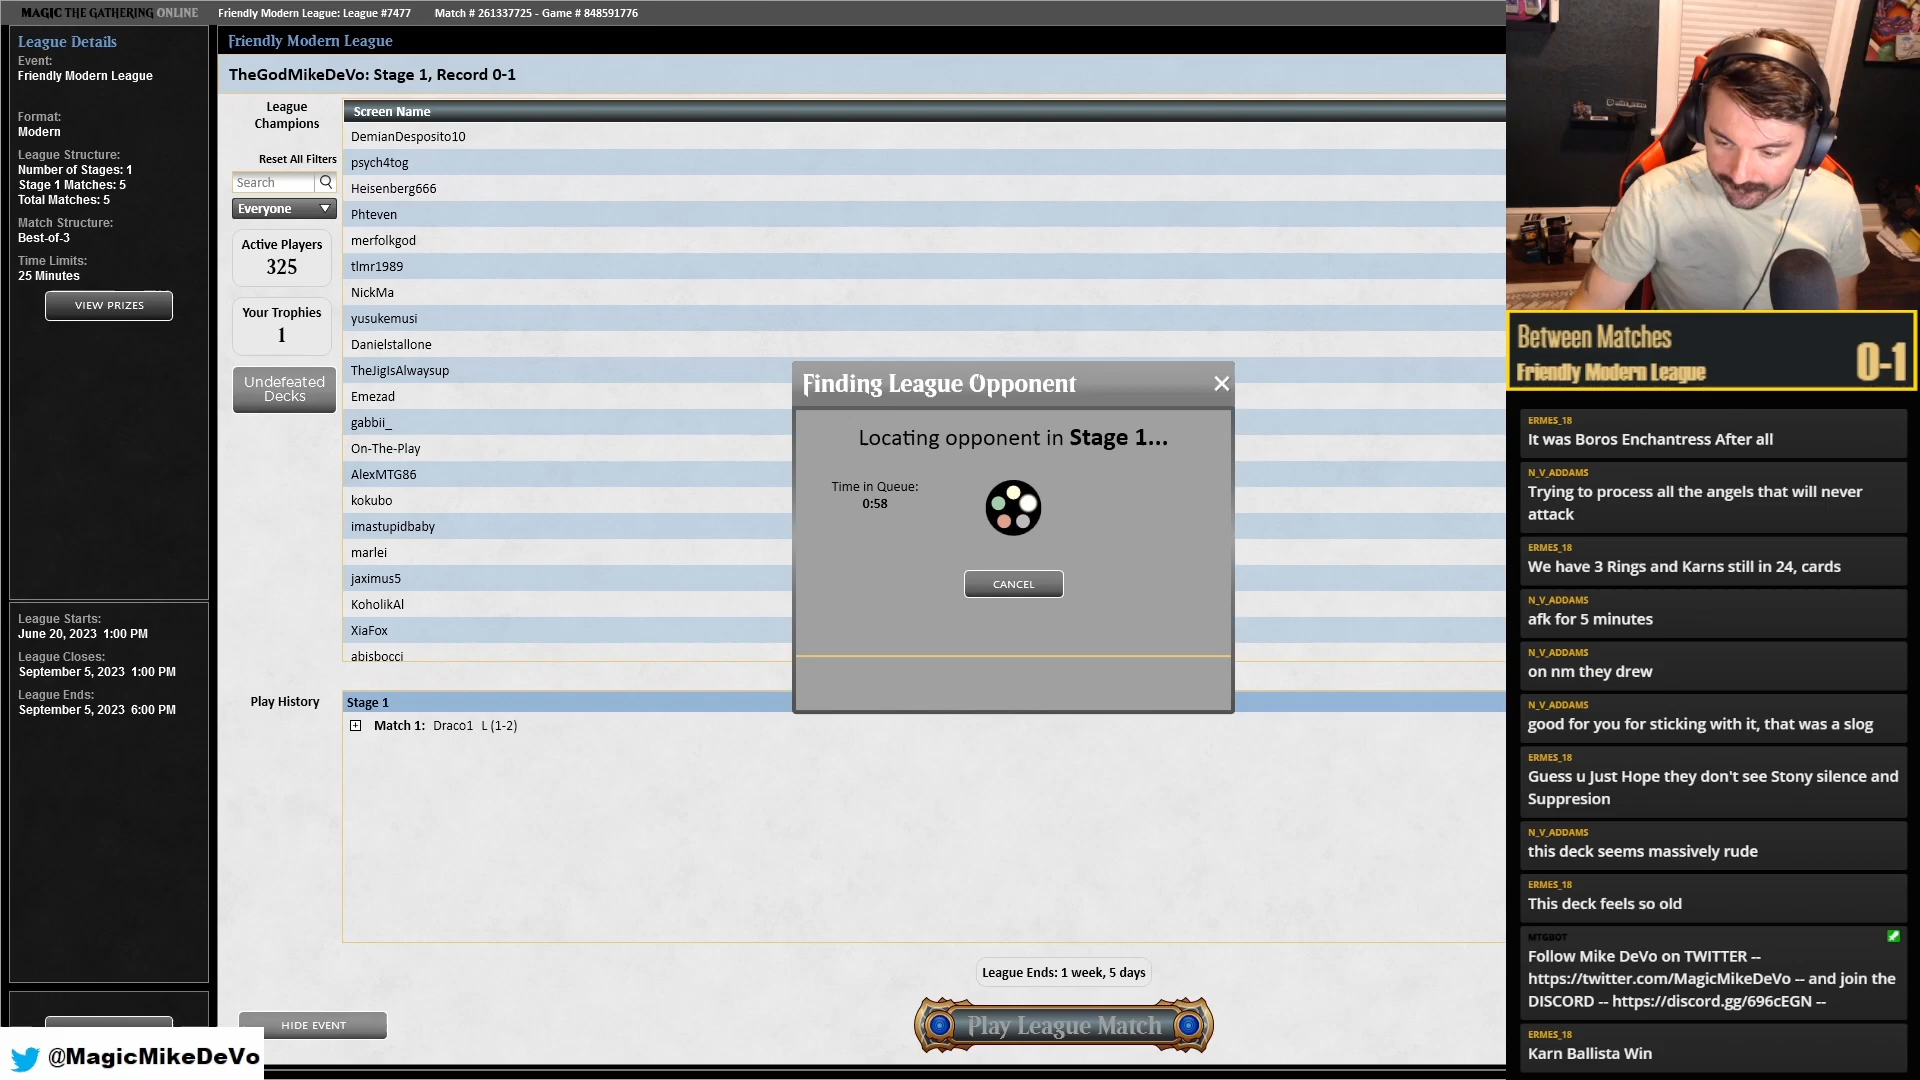 MAGIC THE GATHERING ONLINE
Friendly Modern League: League #7477
Match # 261337725 - Game # 848591776
League Details
Event:
Friendly Modern League
Format:
Modern
League Structure:
Number of Stages: 1
Stage 1 Matches: 5
Total Matches: 5
Match Structure:
Best-of-3
Time Limits:
25 Minutes
VIEW PRIZES
League Starts:
June 20, 2023 1:00 PM
League Closes:
September 5, 2023 1:00 PM
League Ends:
September 5, 2023 6:00 PM
@MagicMikeDeVo
Friendly Modern League
TheGodMikeDeVo: Stage 1, Record 0-1
League
Champions
Reset All Filters
Search
Everyone
Active Players
325
Your Trophies
1
Undefeated
Decks
Screen Name
DemianDesposito10
psych4tog
Heisenberg666
Phteven
merfolkgod
tlmr1989
NickMa
yusukemusi
Danielstallone
TheJigIsAlwaysup
Emezad
gabbii_
On-The-Play
AlexMTG86
kokubo
imastupidbaby
marlei
jaximus5
KoholikAl
XiaFox
abisbocci
Finding League Opponent
Locating opponent in Stage 1...
Time in Queue:
0:58
CANCEL
Play History
Stage 1
Match 1: Draco1 L (1-2)
League Ends: 1 week, 5 days
HIDE EVENT
Play League Match
Between Matches
Friendly Modern League
0-1
ERMES_18
It was Boros Enchantress After all
N_V_ADDAMS
Trying to process all the angels that will never
attack
ERMES_18
We have 3 Rings and Karns still in 24, cards
N_V_ADDAMS
afk for 5 minutes
N_V_ADDAMS
on nm they drew
N_V_ADDAMS
good for you for sticking with it, that was a slog
ERMES_18
Guess u Just Hope they don't see Stony silence and
Suppresion
N_V_ADDAMS
this deck seems massively rude
ERMES_18
This deck feels so old
MTGBOT
Follow Mike DeVo on TWITTER --
https://twitter.com/MagicMikeDeVo -- and join the
DISCORD -- https://discord.gg/696cEGN --
ERMES_18
Karn Ballista Win